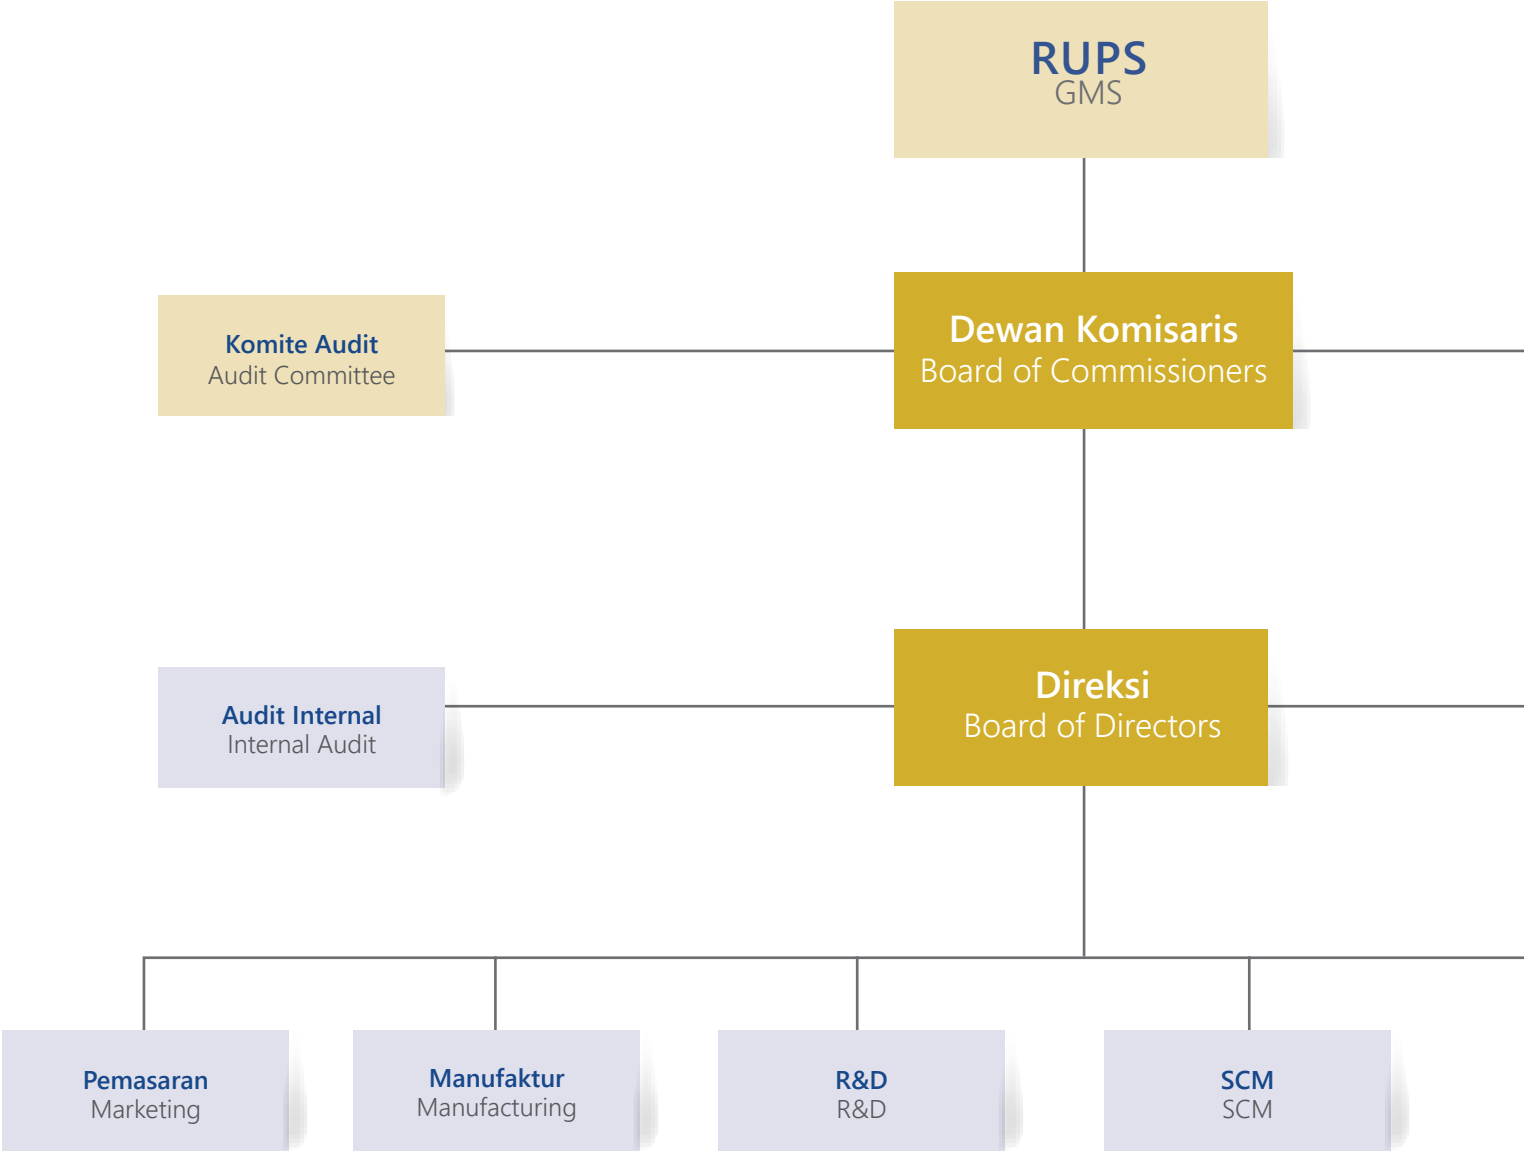 RUPS
GMS
Komite Audit
Audit Committee
Dewan Komisaris
Board of Commissioners
Audit Internal
Internal Audit
Direksi
Board of Directors
Pemasaran
Marketing
Manufaktur
Manufacturing
R&D
R&D
SCM
SCM